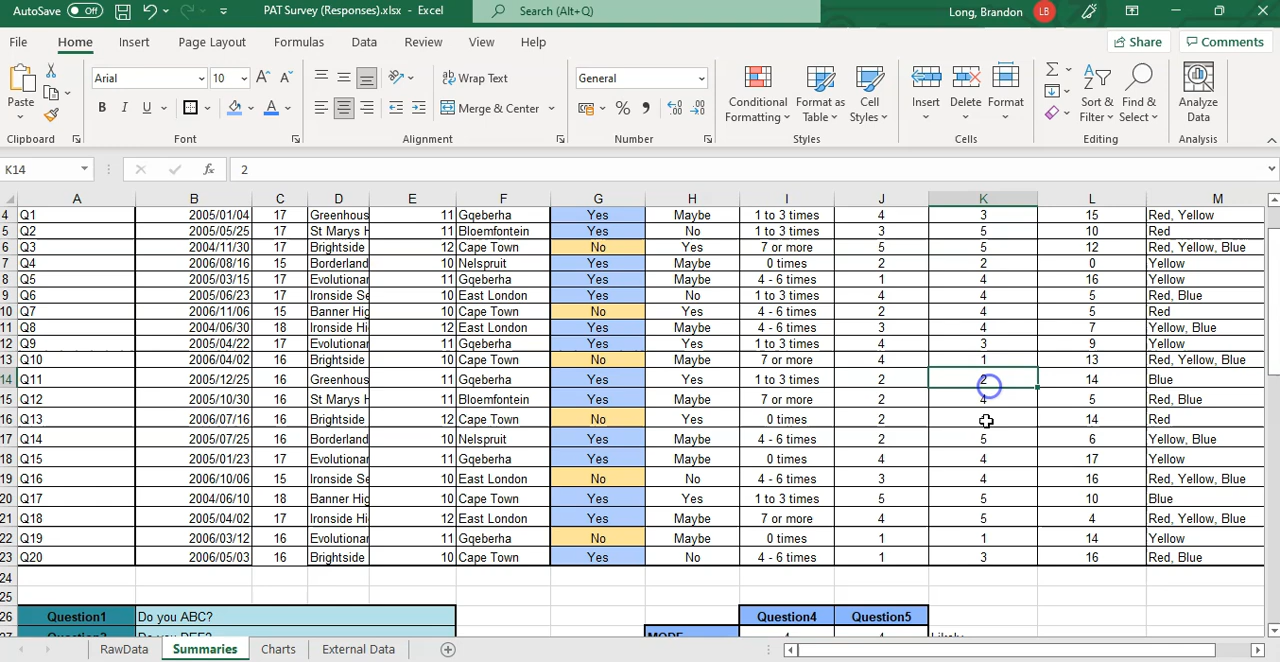 AutoSave Off PAT Survey (Responses).xlsx - Excel Search (Alt+Q) Long, Brandon LB
File Home Insert Draw Page Layout Formulas Data Review View Help Share Comments
Paste Arial 10 Wrap Text General Conditional Formatting Format as Table Cell Styles Insert Delete Format Sort & Filter Find & Select Analyze Data
B I U Merge & Center
Clipboard Font Alignment Number Styles Cells Editing Analysis
K14 fx 2
A B C D E F G H I J K L M
4 Q1 2005/01/04 17 Greenhous 11 Gqeberha Yes Maybe 1 to 3 times 4 3 15 Red, Yellow
5 Q2 2005/05/25 17 St Marys H 11 Bloemfontein Yes No 1 to 3 times 3 5 10 Red
6 Q3 2004/11/30 17 Brightside 12 Cape Town No Yes 7 or more 5 5 12 Red, Yellow, Blue
7 Q4 2006/08/16 15 Borderland 10 Nelspruit Yes Maybe 0 times 2 2 0 Yellow
8 Q5 2005/03/15 17 Evolutionar 11 Gqeberha Yes Maybe 4 - 6 times 1 4 16 Yellow
9 Q6 2005/06/23 17 Ironside Se 10 East London Yes No 1 to 3 times 4 4 5 Red, Blue
10 Q7 2006/11/06 15 Banner Hig 10 Cape Town No Yes 4 - 6 times 2 4 5 Red
11 Q8 2004/06/30 18 Ironside Hi 12 East London Yes Maybe 4 - 6 times 3 4 7 Yellow, Blue
12 Q9 2005/04/22 17 Evolutionar 11 Gqeberha Yes Yes 1 to 3 times 4 3 9 Yellow
13 Q10 2006/04/02 16 Brightside 10 Cape Town No Maybe 7 or more 4 1 13 Red, Yellow, Blue
14 Q11 2005/12/25 16 Greenhous 11 Gqeberha Yes Yes 1 to 3 times 2 2 14 Blue
15 Q12 2005/10/30 16 St Marys H 11 Bloemfontein Yes Maybe 7 or more 2 4 5 Red, Blue
16 Q13 2006/07/16 16 Brightside 12 Cape Town No Yes 0 times 2 14 Red
17 Q14 2005/07/25 16 Borderland 10 Nelspruit Yes Maybe 4 - 6 times 2 5 6 Yellow, Blue
18 Q15 2005/01/23 17 Evolutionar 11 Gqeberha Yes Maybe 0 times 4 4 17 Yellow
19 Q16 2006/10/06 15 Ironside Se 10 East London No No 4 - 6 times 3 4 16 Red, Yellow, Blue
20 Q17 2004/06/10 18 Banner Hig 12 Cape Town Yes Yes 1 to 3 times 5 5 10 Blue
21 Q18 2005/04/02 17 Ironside Hi 12 East London Yes Maybe 7 or more 4 5 4 Red, Yellow, Blue
22 Q19 2006/03/12 16 Evolutionar 11 Gqeberha No Maybe 0 times 1 1 14 Yellow
23 Q20 2006/05/03 16 Brightside 10 Cape Town Yes No 4 - 6 times 1 3 16 Red, Blue
24
25
26 Question1 Do you ABC? Question4 Question5
RawData Summaries Charts External Data